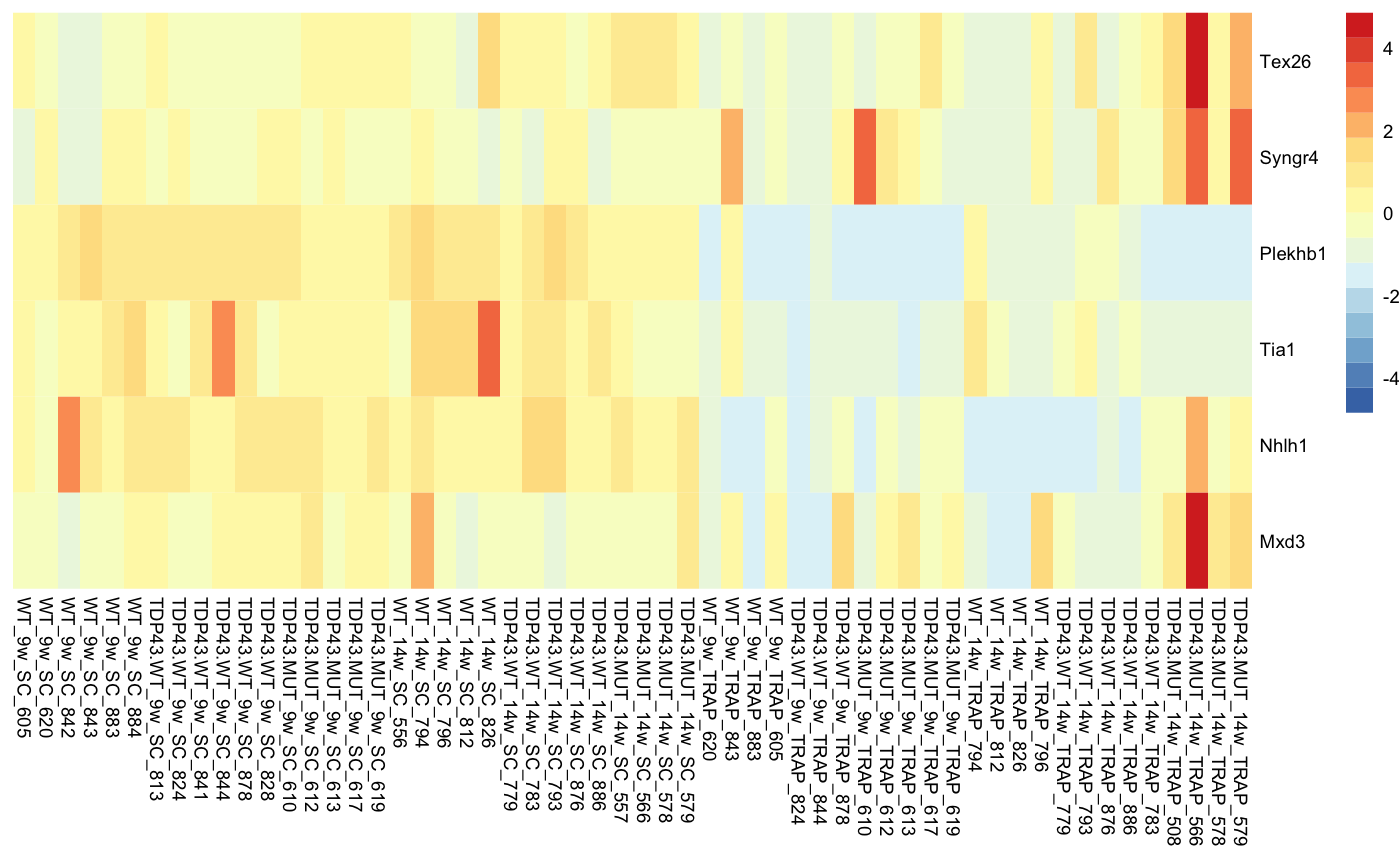 4
2
0
-2
-4
Tex26
Syngr4
Plekhb1
Tia1
Nhlh1
Mxd3
WT_9w_SC_605
WT_9w_SC_620
WT_9w_SC_842
WT_9w_SC_843
WT_9w_SC_883
WT_9w_SC_884
TDP43.WT_9w_SC_813
TDP43.WT_9w_SC_824
TDP43.WT_9w_SC_841
TDP43.WT_9w_SC_844
TDP43.WT_9w_SC_878
TDP43.WT_9w_SC_828
TDP43.MUT_9w_SC_610
TDP43.MUT_9w_SC_612
TDP43.MUT_9w_SC_613
TDP43.MUT_9w_SC_617
TDP43.MUT_9w_SC_619
WT_14w_SC_556
WT_14w_SC_794
WT_14w_SC_796
WT_14w_SC_812
WT_14w_SC_826
TDP43.WT_14w_SC_779
TDP43.WT_14w_SC_783
TDP43.WT_14w_SC_793
TDP43.WT_14w_SC_876
TDP43.WT_14w_SC_886
TDP43.MUT_14w_SC_557
TDP43.MUT_14w_SC_566
TDP43.MUT_14w_SC_578
TDP43.MUT_14w_SC_579
WT_9w_TRAP_620
WT_9w_TRAP_843
WT_9w_TRAP_883
WT_9w_TRAP_605
TDP43.WT_9w_TRAP_824
TDP43.WT_9w_TRAP_844
TDP43.WT_9w_TRAP_878
TDP43.MUT_9w_TRAP_610
TDP43.MUT_9w_TRAP_612
TDP43.MUT_9w_TRAP_613
TDP43.MUT_9w_TRAP_617
TDP43.MUT_9w_TRAP_619
WT_14w_TRAP_794
WT_14w_TRAP_812
WT_14w_TRAP_826
WT_14w_TRAP_796
TDP43.WT_14w_TRAP_779
TDP43.WT_14w_TRAP_793
TDP43.WT_14w_TRAP_876
TDP43.WT_14w_TRAP_886
TDP43.WT_14w_TRAP_783
TDP43.MUT_14w_TRAP_508
TDP43.MUT_14w_TRAP_566
TDP43.MUT_14w_TRAP_578
TDP43.MUT_14w_TRAP_579